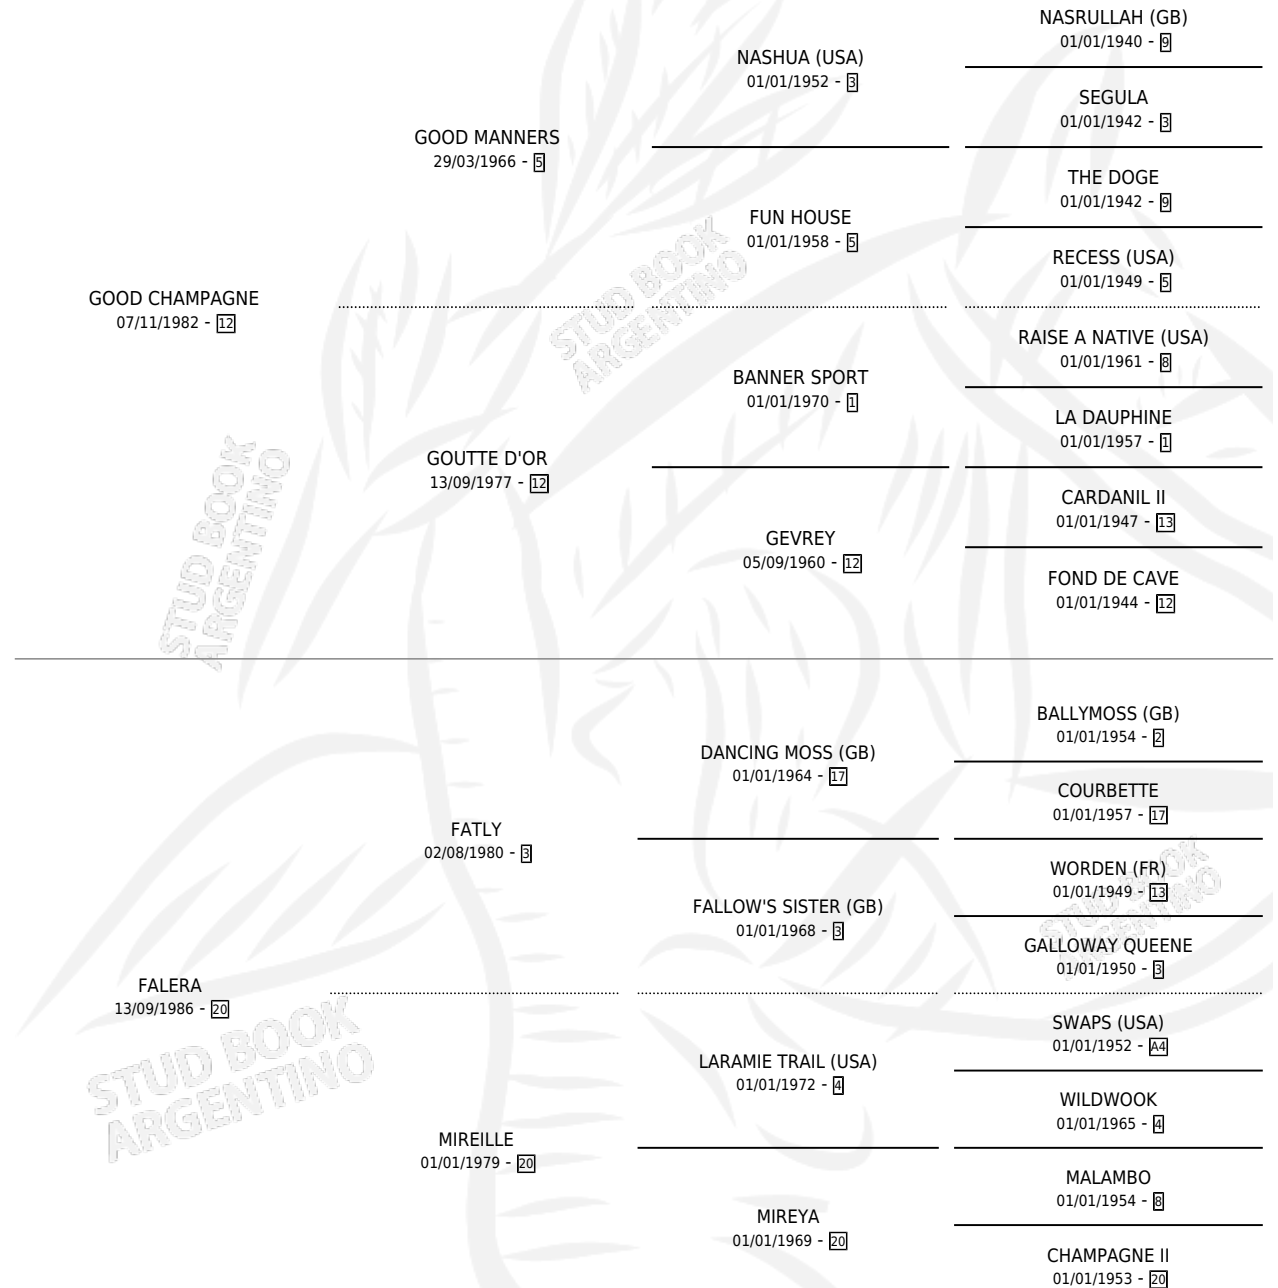 NASRULLAH (GB)
01/01/1940 - 9
NASHUA (USA)
01/01/1952 - 3
SEGULA
01/01/1942 - 3
GOOD MANNERS
29/03/1966 - 5
THE DOGE
01/01/1942 - 9
FUN HOUSE
01/01/1958 - 5
RECESS (USA)
01/01/1949 - 5
GOOD CHAMPAGNE
07/11/1982 - 12
RAISE A NATIVE (USA)
01/01/1961 - 8
BANNER SPORT
01/01/1970 - 1
LA DAUPHINE
01/01/1957 - 1
GOUTTE D'OR
13/09/1977 - 12
CARDANIL II
01/01/1947 - 13
GEVREY
05/09/1960 - 12
FOND DE CAVE
01/01/1944 - 12
STUD BOOK
ARGENTINO
STUD BOOK
ARGENTINO
BALLYMOSS (GB)
01/01/1954 - 2
DANCING MOSS (GB)
01/01/1964 - 17
COURBETTE
01/01/1957 - 17
FATLY
02/08/1980 - 3
WORDEN (FR)
01/01/1949 - 13
FALLOW'S SISTER (GB)
01/01/1968 - 3
GALLOWAY QUEENE
01/01/1950 - 3
STUD BOOK
ARGENTINO
FALERA
13/09/1986 - 20
SWAPS (USA)
01/01/1952 - A4
LARAMIE TRAIL (USA)
01/01/1972 - 4
WILDWOOK
01/01/1965 - 4
STUD BOOK
ARGENTINO
MIREILLE
01/01/1979 - 20
MALAMBO
01/01/1954 - 8
MIREYA
01/01/1969 - 20
CHAMPAGNE II
01/01/1953 - 20